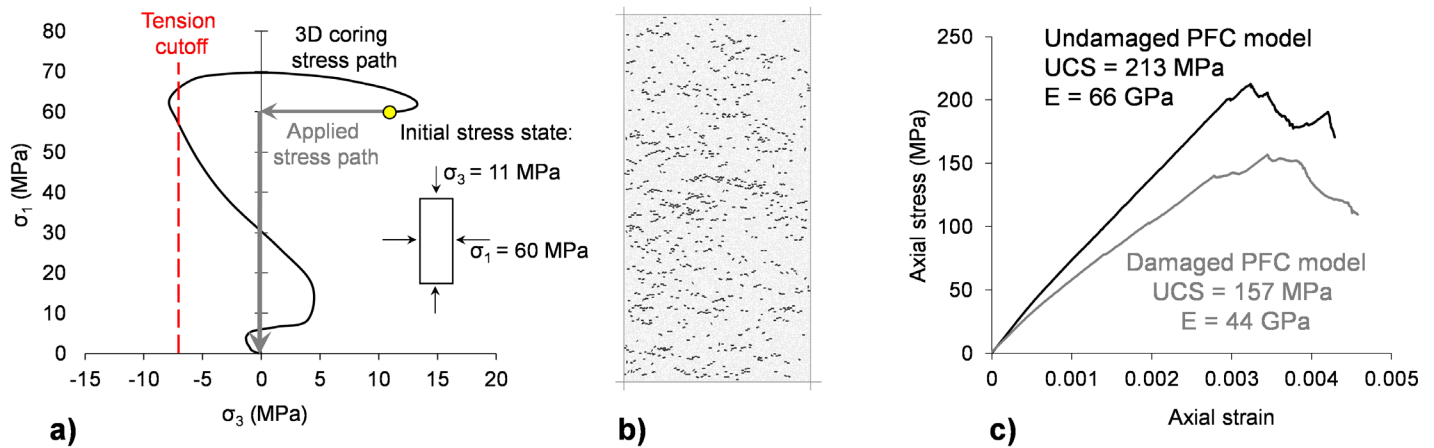 Tension
cutoff
3D coring
stress path
Applied
stress path
Initial stress state:
σ3 = 11 MPa
σ1 = 60 MPa
σ1 (MPa)
80
70
60
50
40
30
20
10
0
-15
-10
-5
0
5
10
15
20
σ3 (MPa)
a)
b)
Undamaged PFC model
UCS = 213 MPa
E = 66 GPa
Damaged PFC model
UCS = 157 MPa
E = 44 GPa
Axial stress (MPa)
250
200
150
100
50
0
0
0.001
0.002
0.003
0.004
0.005
Axial strain
c)